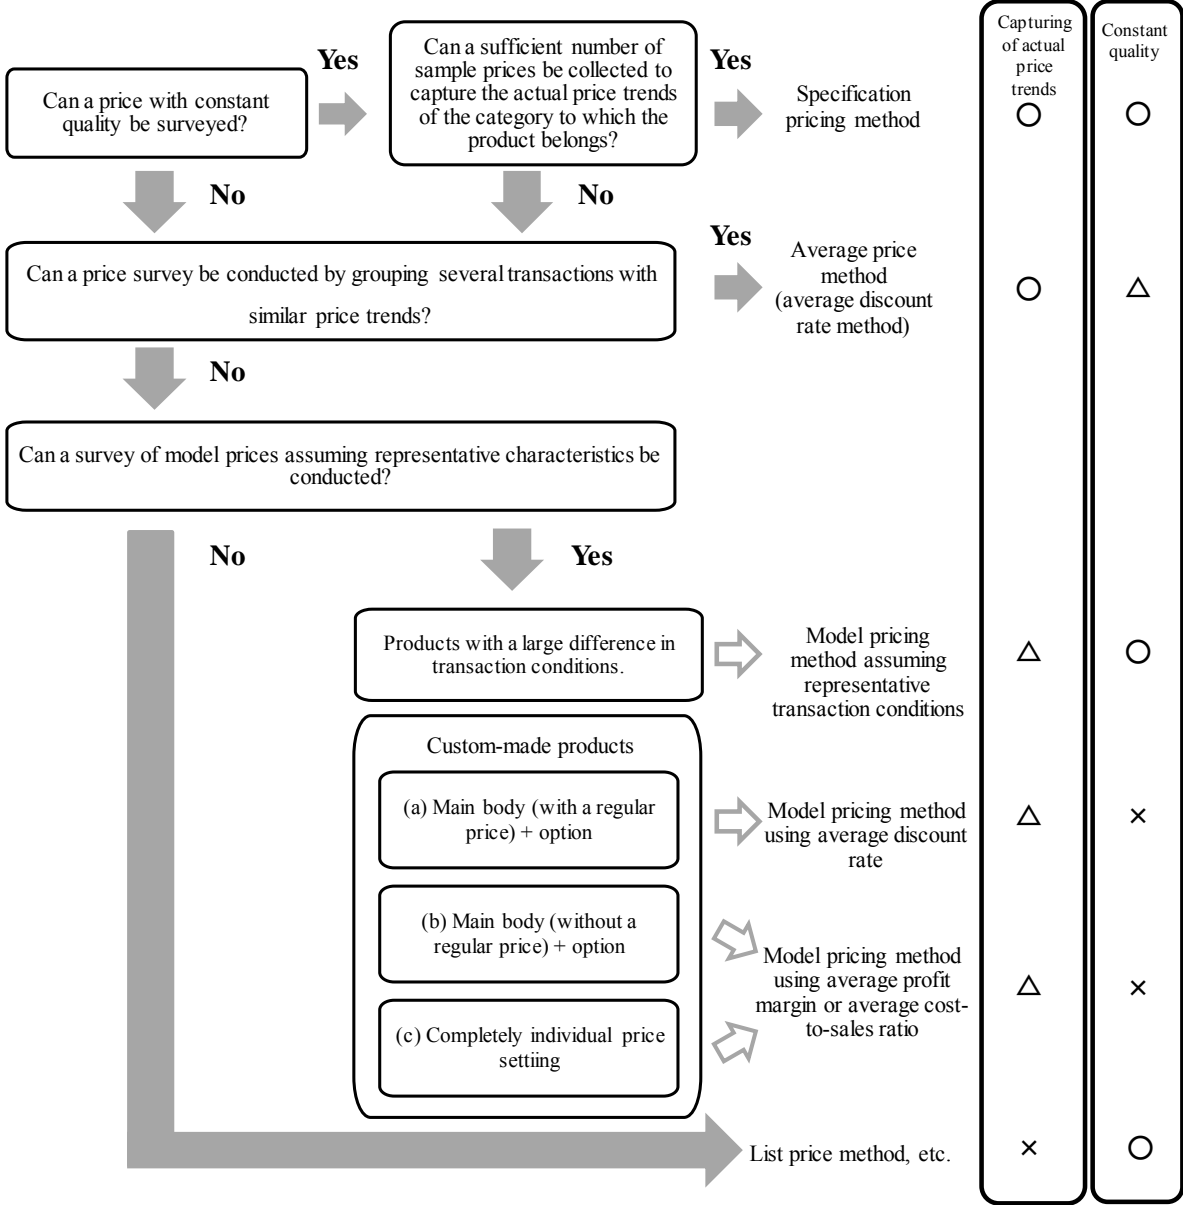 Can a price with constant
quality be surveyed?
Yes
Can a sufficient number of
sample prices be collected to
capture the actual price trends
of the category to which the
product belongs?
Yes
Specification
pricing method
Capturing
of actual
price
trends
Constant
quality
○
○
No
No
Can a price survey be conducted by grouping several transactions with
similar price trends?
Yes
Average price
method
(average discount
rate method)
○
△
No
Can a survey of model prices assuming representative characteristics be
conducted?
No
Yes
Products with a large difference in
transaction conditions.
Model pricing
method assuming
representative
transaction conditions
△
○
Custom-made products
(a) Main body (with a regular
price) + option
Model pricing method
using average discount
rate
△
×
(b) Main body (without a
regular price) + option
(c) Completely individual price
settiing
Model pricing method
using average profit
margin or average cost-
to-sales ratio
△
×
List price method, etc.
×
○